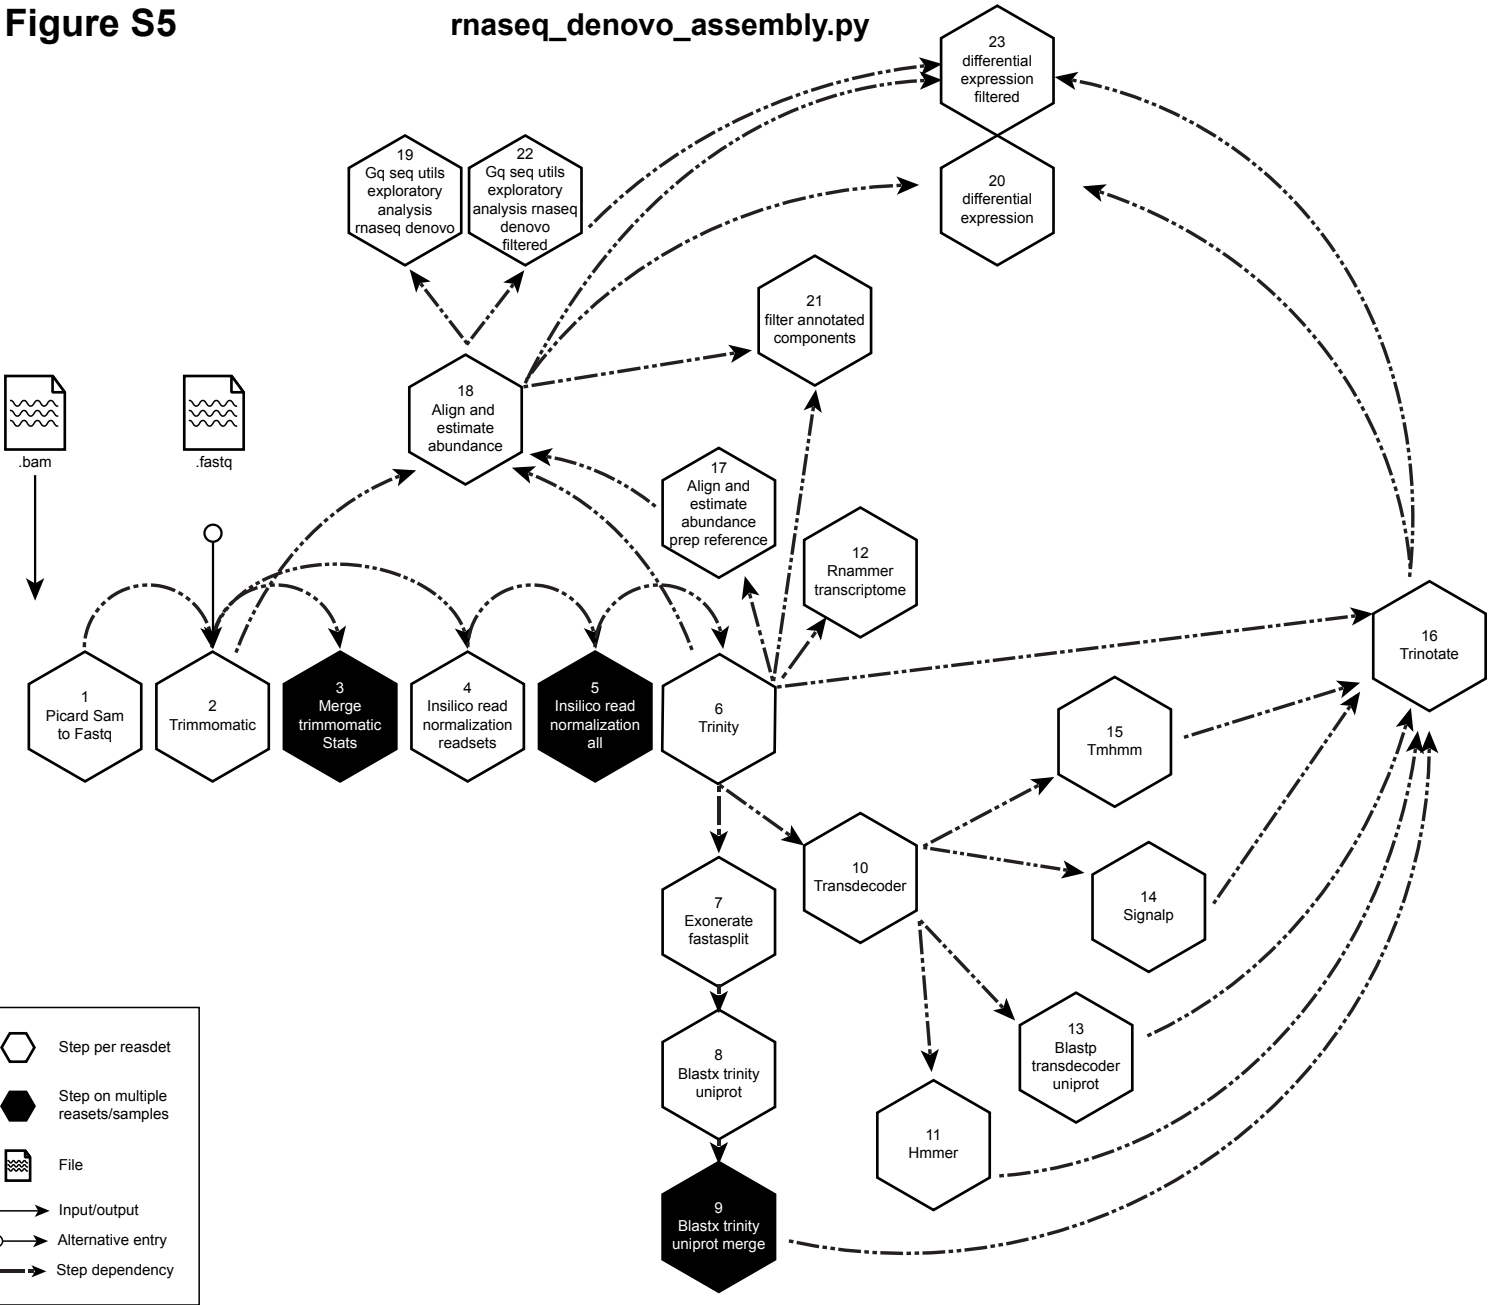 Figure S5
rnaseq_denovo_assembly.py
23
differential
expression
filtered
19
Gq seq utils
exploratory
analysis
rnaseq denovo
22
Gq seq utils
exploratory
analysis rnaseq
denovo
filtered
20
differential
expression
21
filter annotated
components
18
Align and
estimate
abundance
.bam
.fastq
17
Align and
estimate
abundance
prep reference
12
Rnammer
transcriptome
16
Trinotate
1
Picard Sam
to Fastq
2
Trimmomatic
3
Merge
trimmomatic
Stats
4
Insilico read
normalization
readsets
5
Insilico read
normalization
all
6
Trinity
15
Tmhmm
10
Transdecoder
14
Signalp
7
Exonerate
fastasplit
13
Blastp
transdecoder
uniprot
8
Blastx trinity
uniprot
11
Hmmer
9
Blastx trinity
uniprot merge
Step per reasdet
Step on multiple
reasets/samples
File
Input/output
Alternative entry
Step dependency